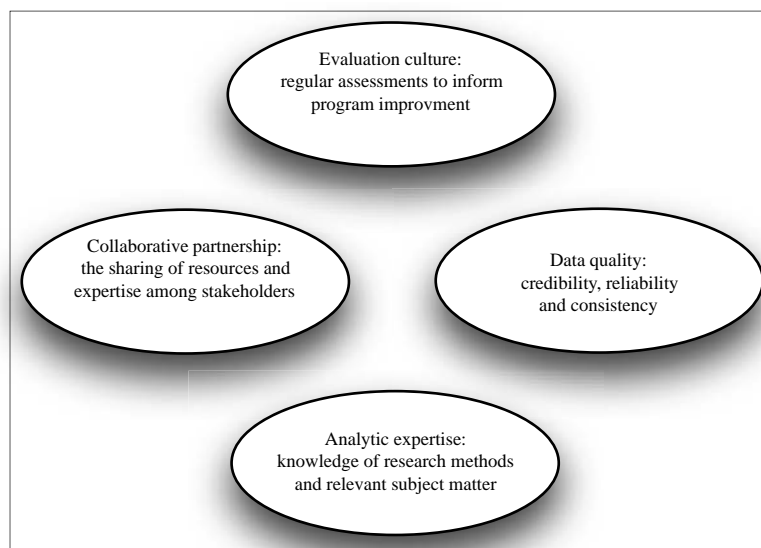 Evaluation culture:
regular assessments to inform
program improvment
Collaborative partnership:
the sharing of resources and
expertise among stakeholders
Data quality:
credibility, reliability
and consistency
Analytic expertise:
knowledge of research methods
and relevant subject matter